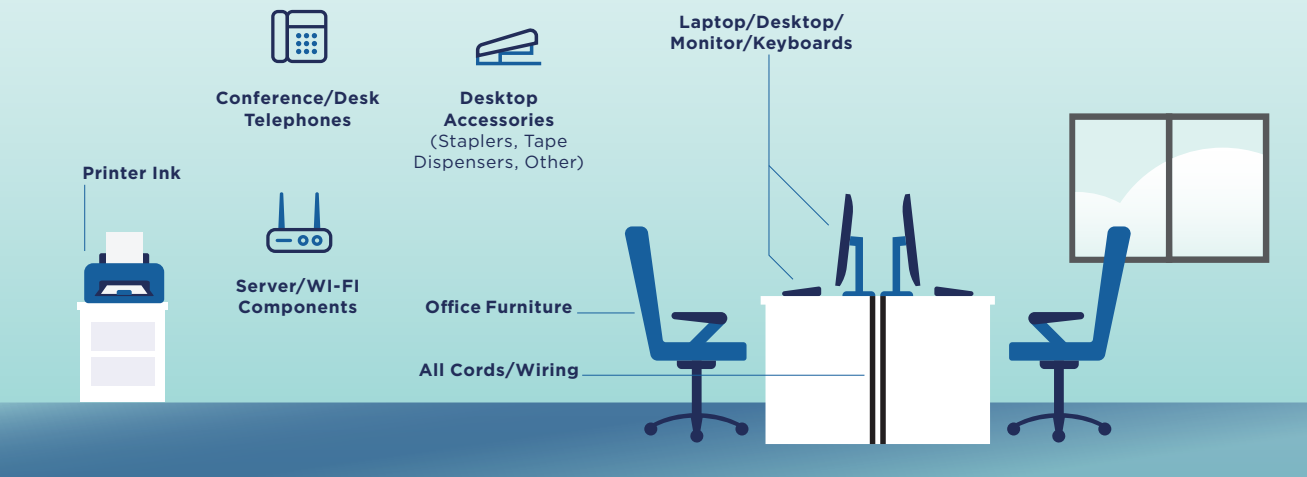 Laptop/Desktop/
Monitor/Keyboards
Conference/Desk
Telephones
Desktop
Accessories
(Staplers, Tape
Dispensers, Other)
Printer Ink
Server/WI-FI
Components
Office Furniture
All Cords/Wiring